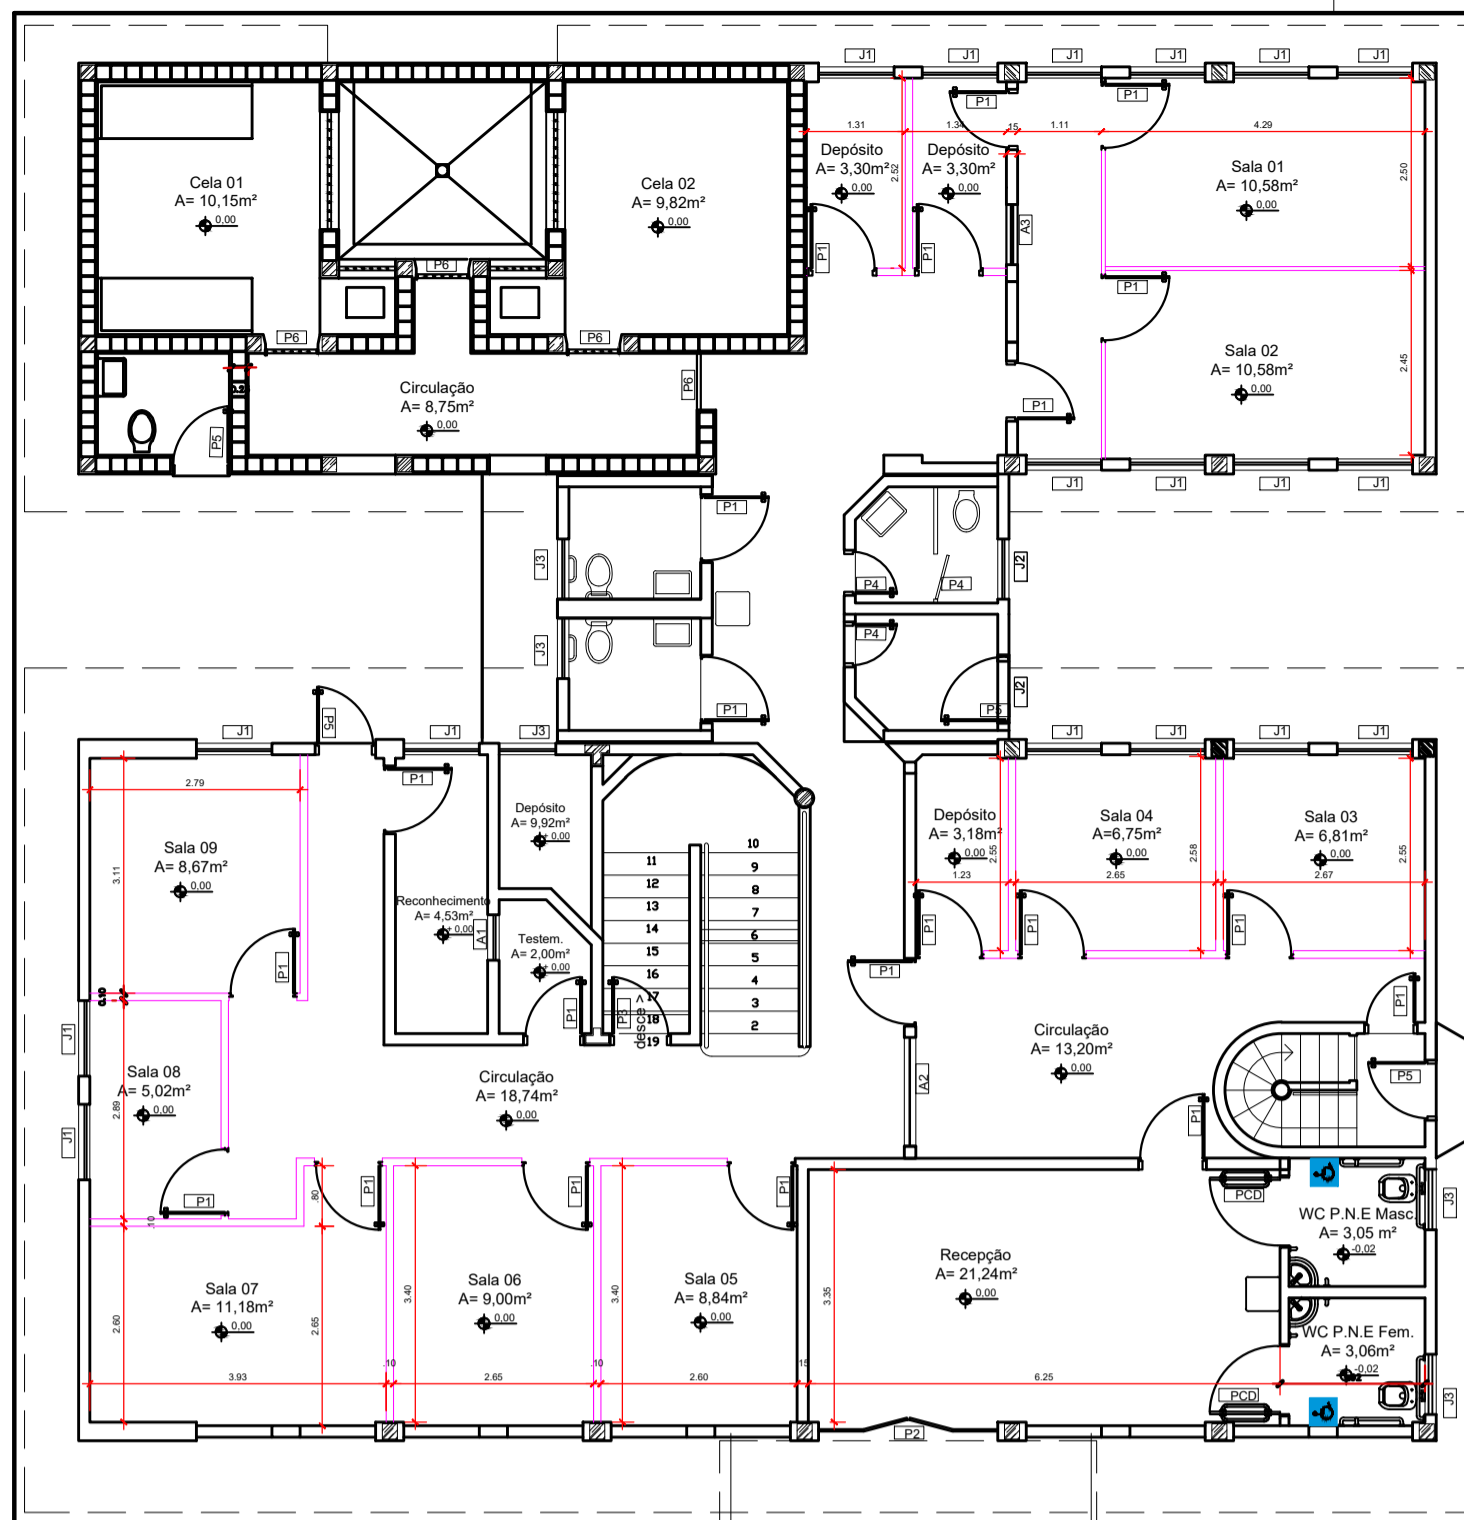 J1
J1
J1
J1
J1
J1
P1
P1
1.31
1.34
15
1.11
4.29
Depósito
A= 3,30m²
0,00
2.52
Depósito
A= 3,30m²
0,00
Sala 01
A= 10,58m²
0,00
2.50
Cela 01
A= 10,15m²
0,00
Cela 02
A= 9,82m²
0,00
A3
P1
P1
P6
P6
P6
P1
Sala 02
A= 10,58m²
0,00
2.45
Circulação
A= 8,75m²
0,00
P6
P5
P1
J1
J1
J1
J1
P1
J3
P4
P4
J2
J3
P4
P1
P5
J2
J1
P5
J1
J3
J1
J1
J1
J1
2.79
P1
3.11
Sala 09
A= 8,67m²
0,00
Depósito
A= 9,92m²
0,00
Reconhecimento
A= 4,53m²
0,00
A1
Testem.
A= 2,00m²
0,00
10
11
9
12
8
13
7
14
6
15
5
16
4
17
3
18
2
19
desce >
P1
P3
Depósito
A= 3,18m²
0,00
2.55
1.23
Sala 04
A=6,75m²
0,00
2.58
2.65
Sala 03
A= 6,81m²
0,00
2.55
2.67
P1
P1
P1
P1
P1
P1
0.10
J1
Sala 08
A= 5,02m²
0,00
2.89
J1
P1
.10
Circulação
A= 18,74m²
0,00
Circulação
A= 13,20m²
0,00
A2
P5
P1
.80
P1
P1
P1
PCD
WC P.N.E Masc.
A= 3,05 m²
-0,02
J3
Sala 07
A= 11,18m²
0,00
2.60
2.65
Sala 06
A= 9,00m²
0,00
3.40
Sala 05
A= 8,84m²
0,00
3.40
Recepção
A= 21,24m²
0,00
3.35
WC P.N.E Fem.
A= 3,06m²
-0,02
J3
3.93
.10
2.65
.10
2.60
15
6.25
PCD
P2